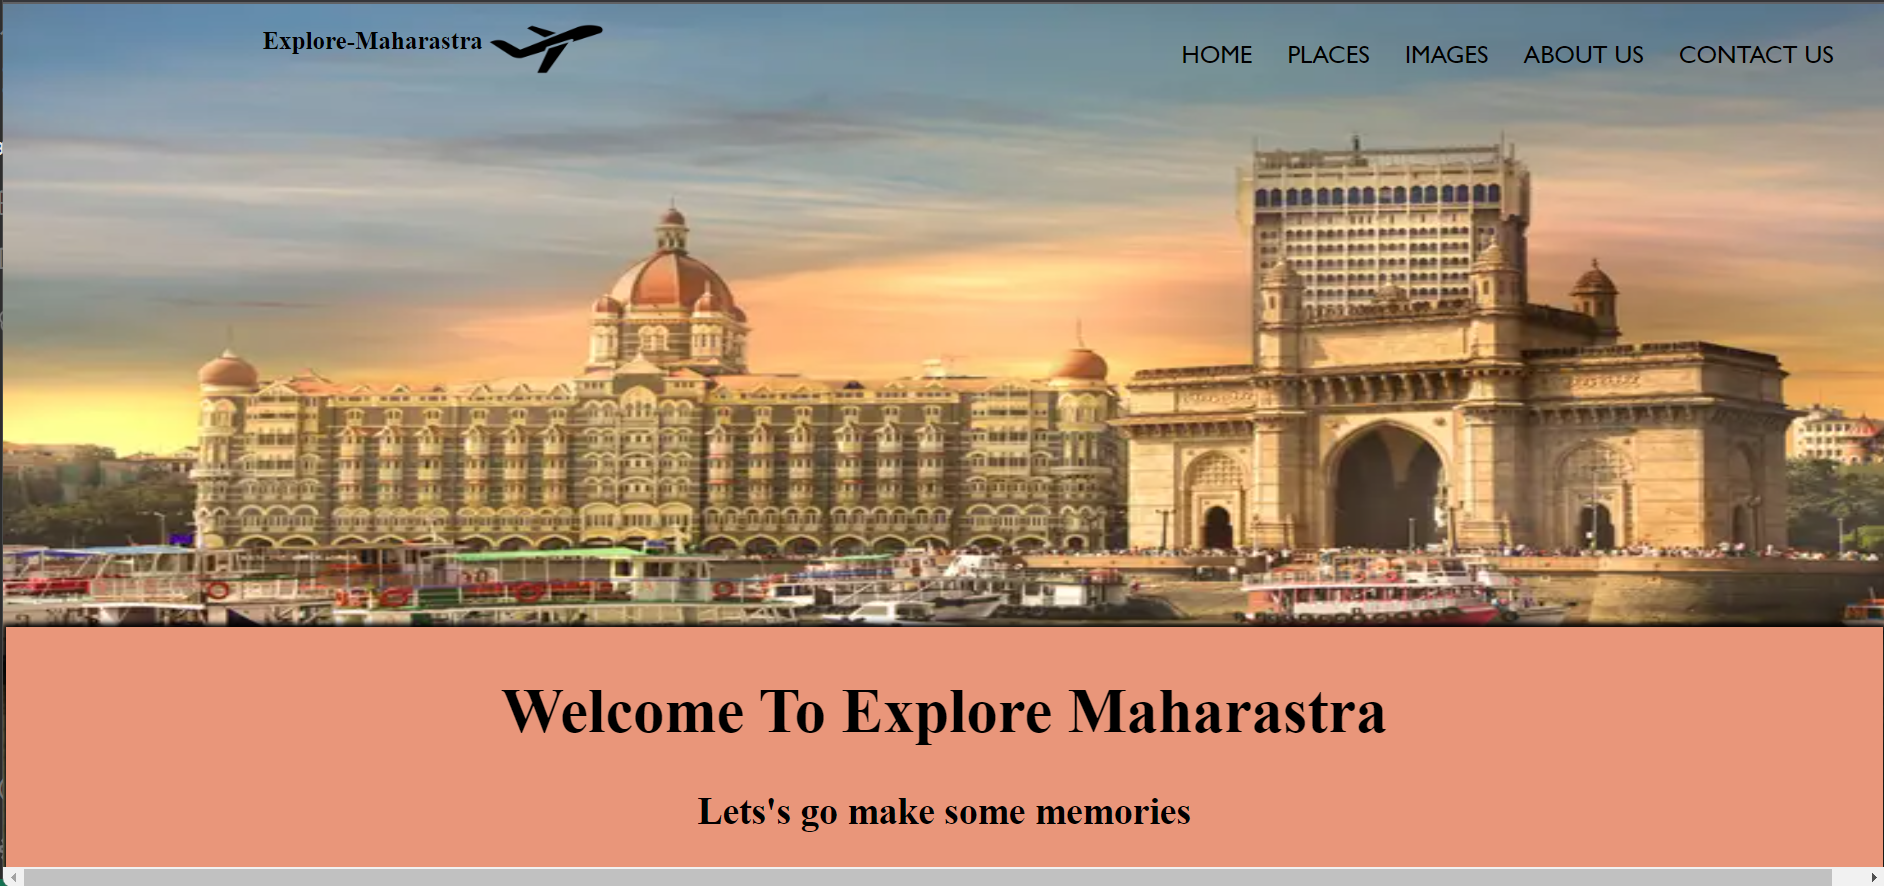 Explore-Maharastra
HOME PLACES IMAGES ABOUT US CONTACT US
Welcome To Explore Maharastra
Lets's go make some memories